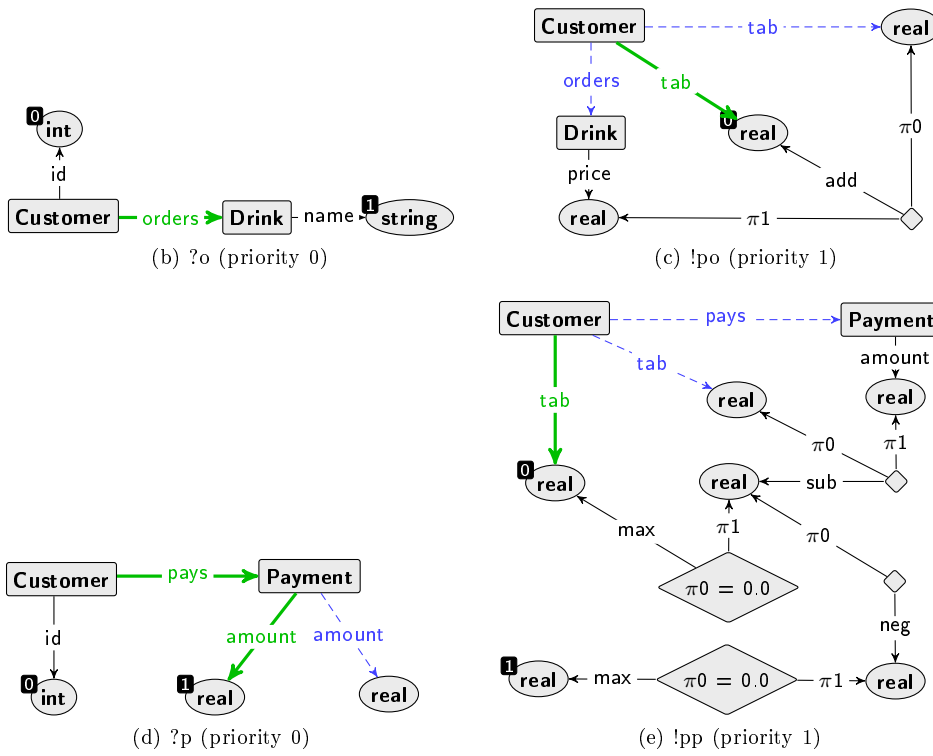 0
int
id
Customer
orders
Drink
name
1
string
(b) ?o (priority 0)
Customer
tab
real
orders
tab
Drink
0
real
π0
price
add
real
π1
(c) !po (priority 1)
Customer
pays
Payment
id
amount
amount
0
int
1
real
real
(d) ?p (priority 0)
Customer
pays
Payment
tab
amount
tab
real
real
π0
π1
0
real
real
sub
max
π1
π0
π0 = 0.0
neg
1
real
max
π0 = 0.0
π1
real
(e) !pp (priority 1)